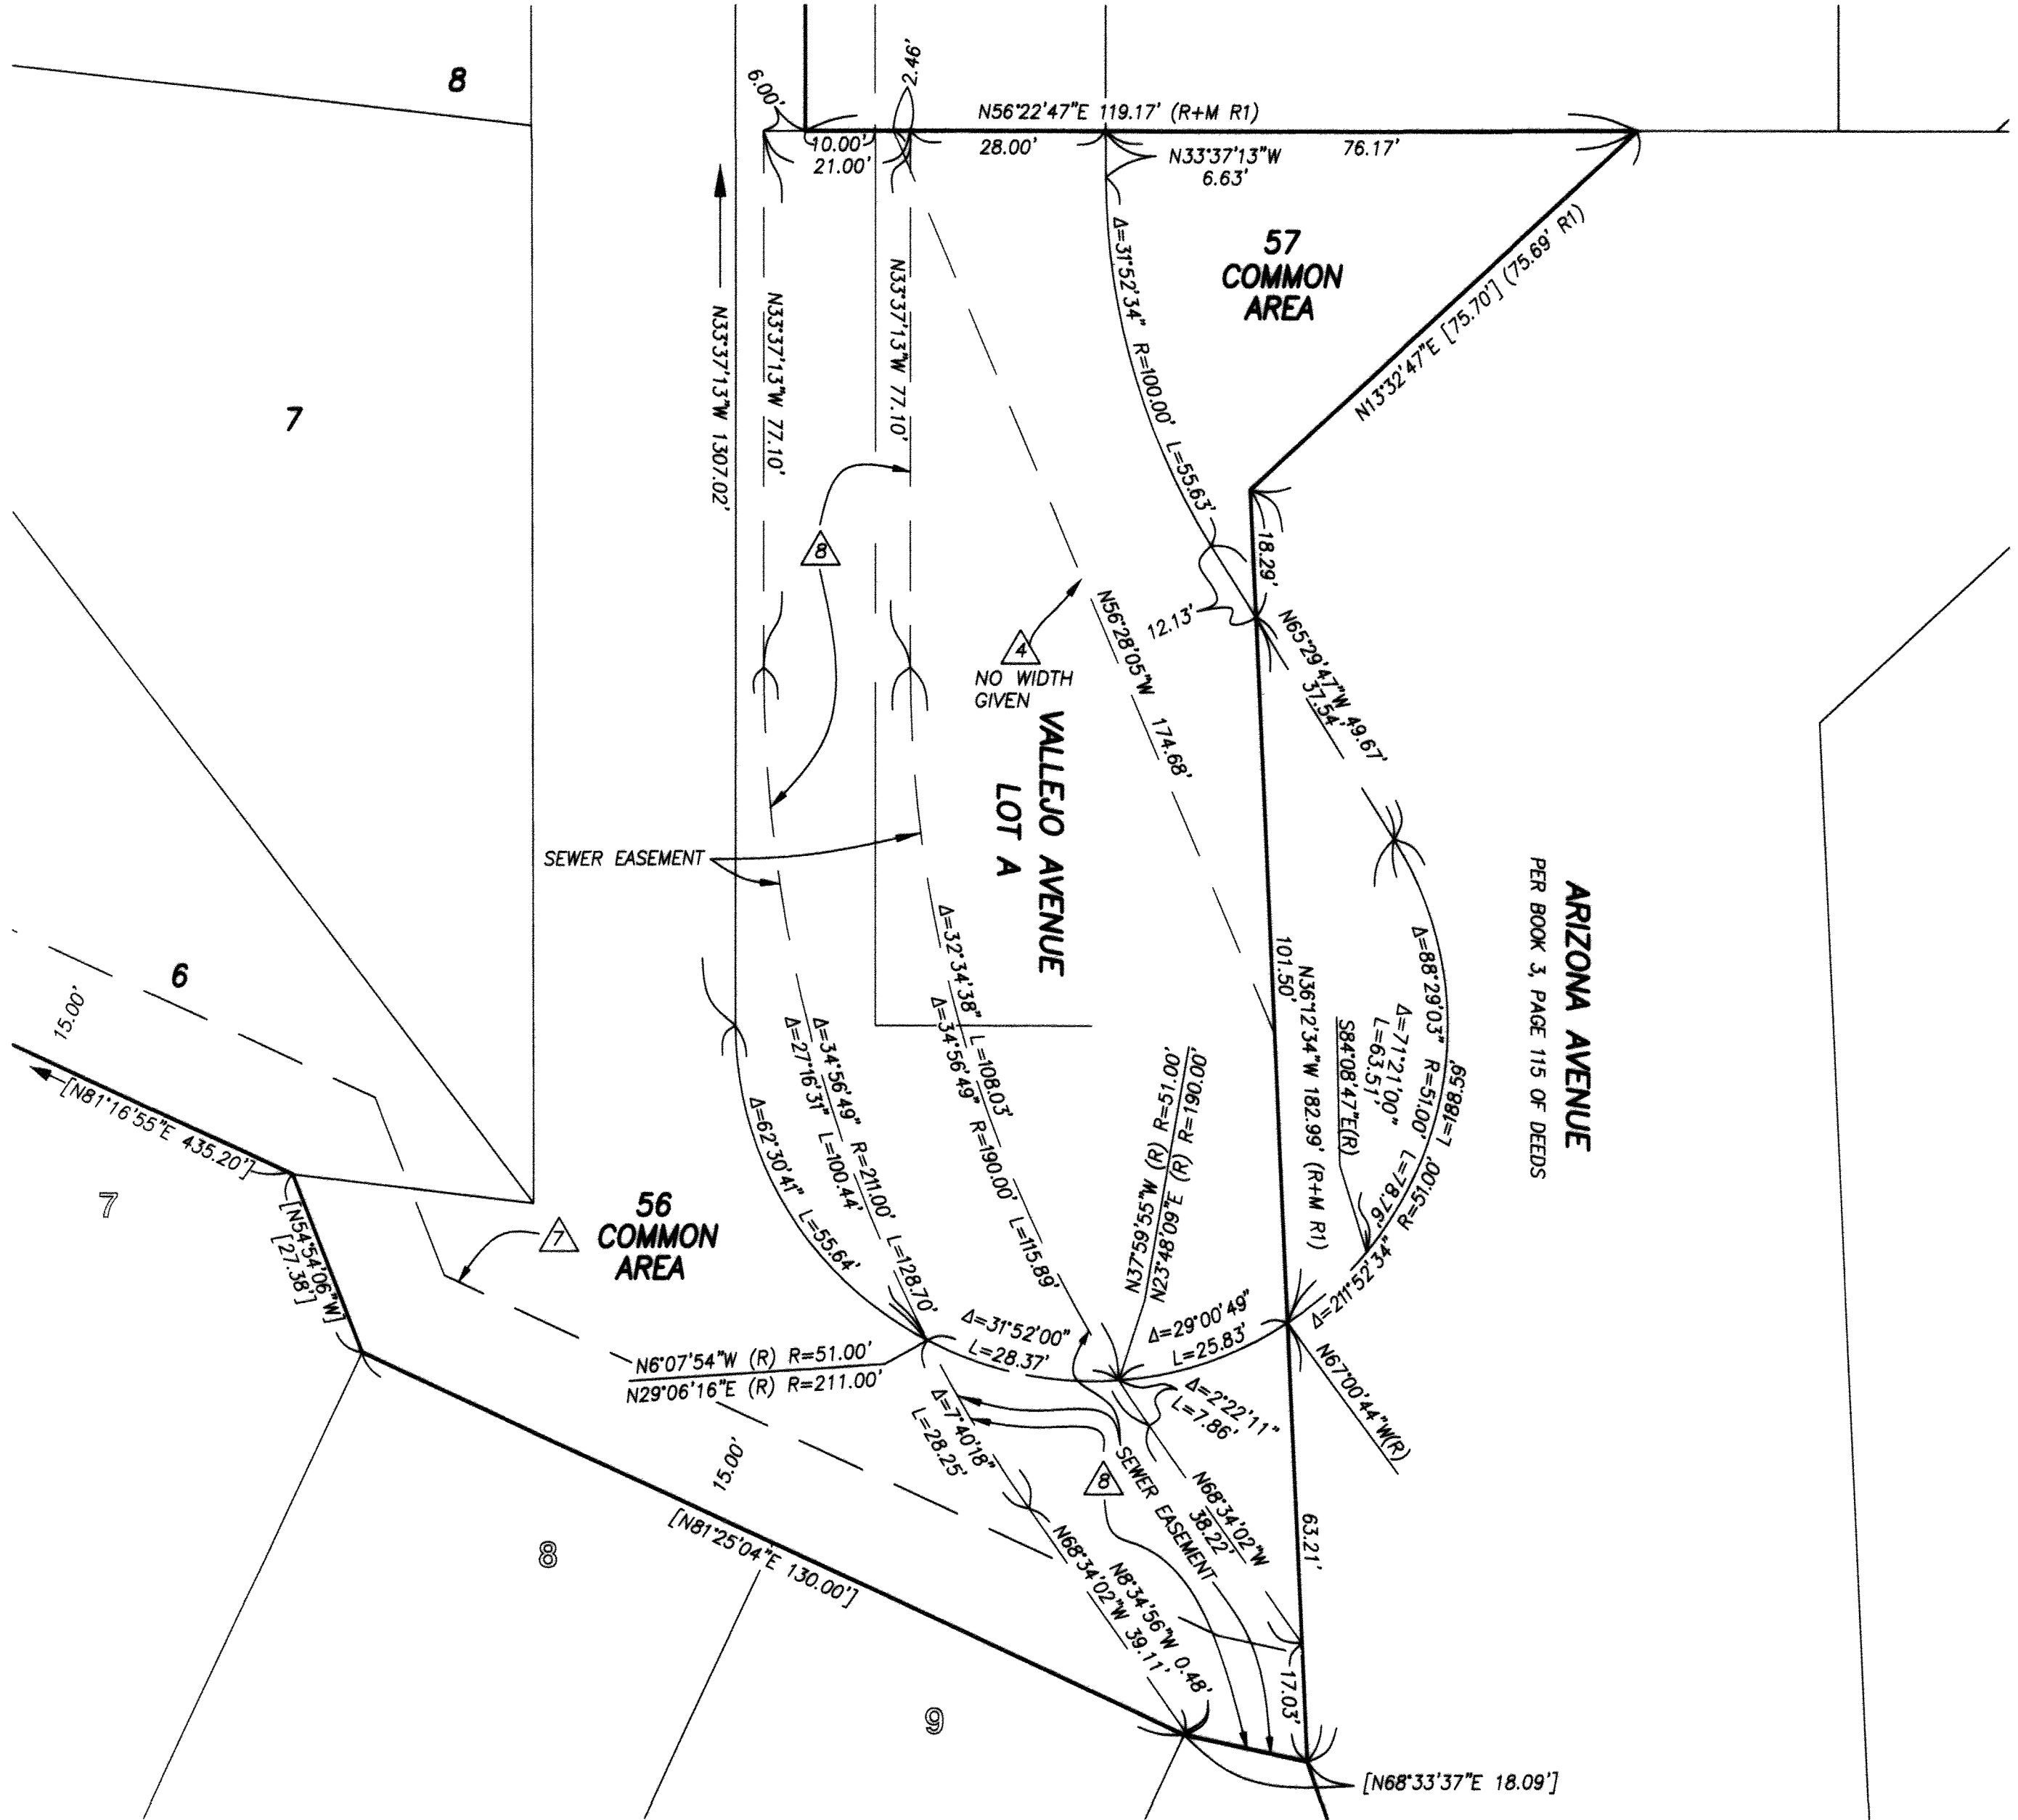 8
6.00'
2.46'
N56°22'47"E 119.17' (R+M R1)
10.00'
21.00'
28.00'
N33°37'13"W
6.63'
76.17'
57
COMMON
AREA
N13°32'47"E [75.70'] (75.69' R1)
Δ=31°52'34" R=100.00' L=55.63'
N33°37'13"W 1307.02'
N33°37'13"W 77.10'
N33°37'13"W 77.10'
7
8
18.29'
12.13'
4
NO WIDTH
GIVEN
N56°28'05"W 174.68'
N65°29'47"W 49.67'
37.54'
VALLEJO AVENUE
LOT A
SEWER EASEMENT
ARIZONA AVENUE
PER BOOK 3, PAGE 115 OF DEEDS
6
15.00'
[N81°16'55"E 435.20']
Δ=32°34'38" L=108.03'
Δ=34°56'49" R=190.00' L=115.89'
Δ=34°56'49" R=211.00' L=128.70'
Δ=27°16'31" L=100.44'
Δ=62°30'41" L=55.64'
101.50'
N36°12'34"W 182.99' (R+M R1)
Δ=88°29'03" R=51.00' L=78.76'
Δ=71°21'00"
L=63.51'
S84°08'47"E(R)
Δ=211°52'34" R=51.00' L=188.59'
N37°59'55"W (R) R=51.00'
N23°48'09"E (R) R=190.00'
7
[N54°54'06"W]
[27.38']
7
56
COMMON
AREA
N6°07'54"W (R) R=51.00'
N29°06'16"E (R) R=211.00'
Δ=31°52'00"
L=28.37'
Δ=29°00'49"
L=25.83'
N67°00'44"W(R)
Δ=2°22'11"
L=7.86'
Δ=7°40'18"
L=28.25'
15.00'
8
SEWER EASEMENT
N68°34'02"W
38.22'
63.21'
[N81°25'04"E 130.00']
8
N68°34'02"W 39.11'
N8°34'56"W 0.48'
17.03'
9
[N68°33'37"E 18.09']